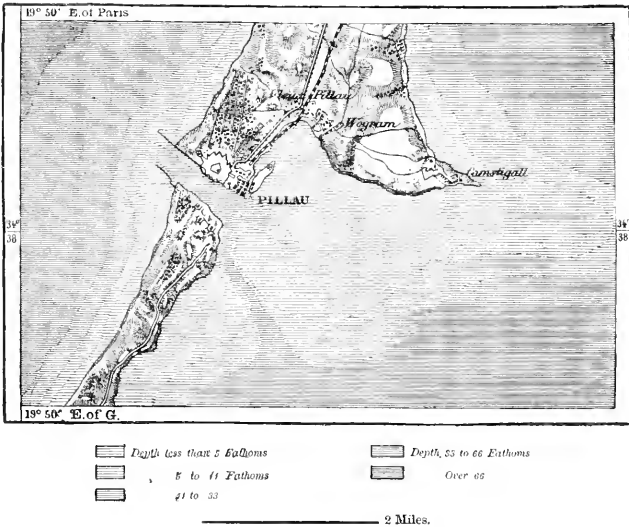 19° 50' E. of Paris
Pillau
Wogram
Camstigall
PILLAU
34°
38
34°
38
19° 50' E. of G.
Depth less than 5 Fathoms
Depth, 33 to 66 Fathoms
5 to 11 Fathoms
Over 66
11 to 33
2 Miles.